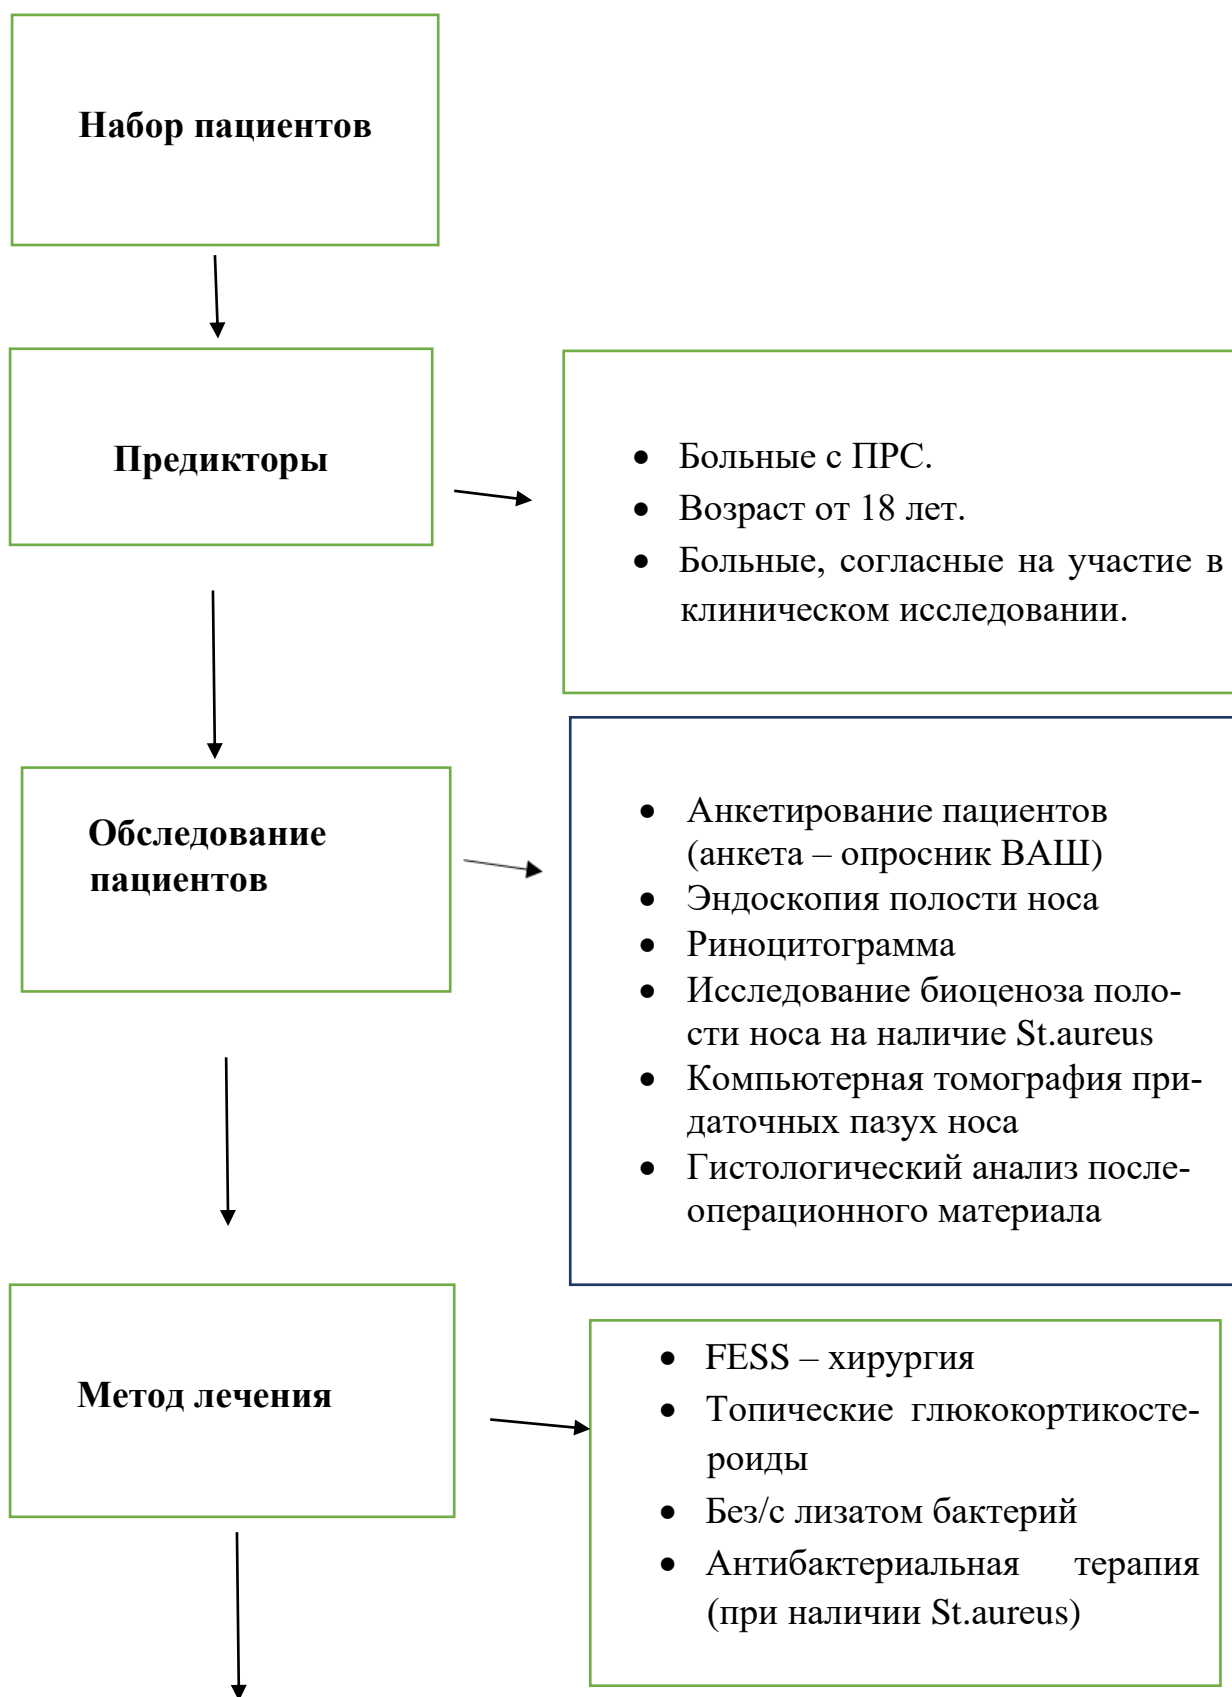 Набор пациентов
Предикторы
• Больные с ПРС.
• Возраст от 18 лет.
• Больные, согласные на участие в
клиническом исследовании.
Обследование
пациентов
• Анкетирование пациентов
(анкета – опросник ВАШ)
• Эндоскопия полости носа
• Риноцитограмма
• Исследование биоценоза поло-
сти носа на наличие St.aureus
• Компьютерная томография при-
даточных пазух носа
• Гистологический анализ после-
операционного материала
Метод лечения
• FESS – хирургия
• Топические глюкокортикосте-
роиды
• Без/с лизатом бактерий
• Антибактериальная терапия
(при наличии St.aureus)